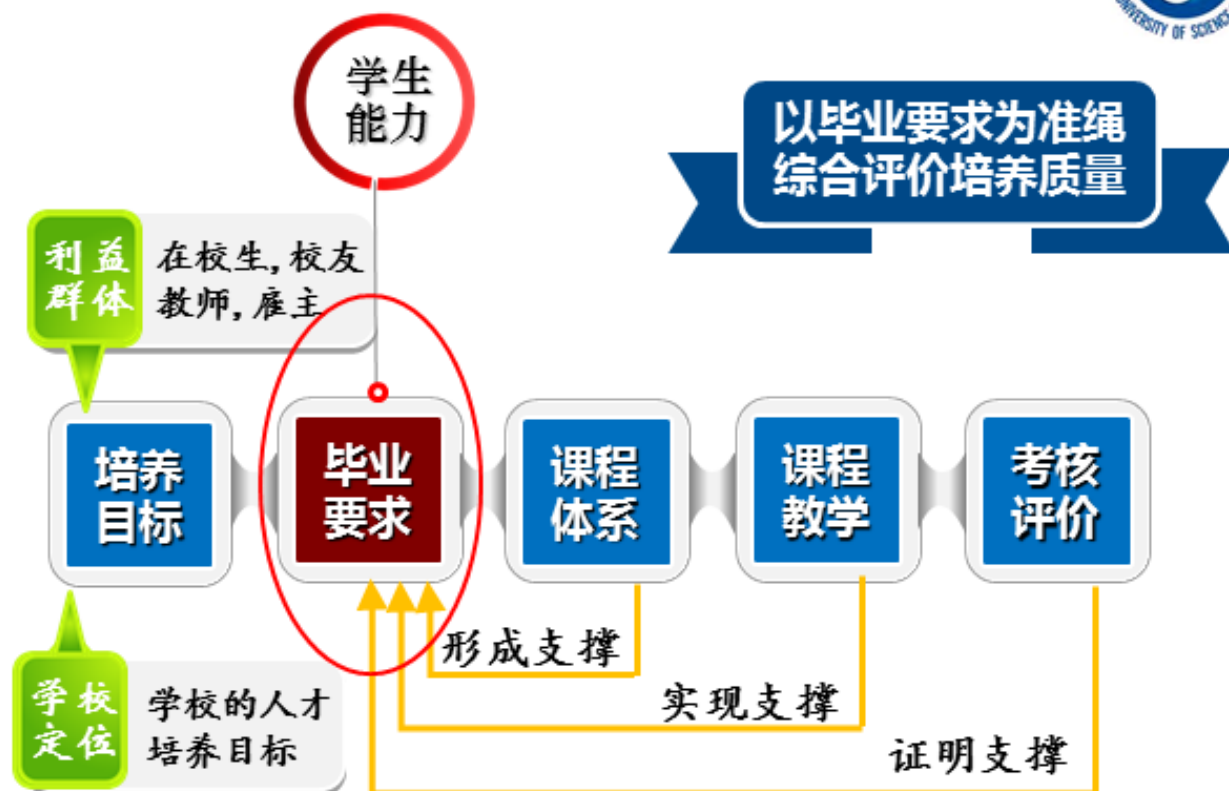 UNIVERSITY OF SCIENCE
学生
能力
以毕业要求为准绳
综合评价培养质量
利益
群体
在校生,校友
教师,雇主
培养
目标
毕业
要求
课程
体系
课程
教学
考核
评价
形成支撑
实现支撑
证明支撑
学校
定位
学校的人才
培养目标